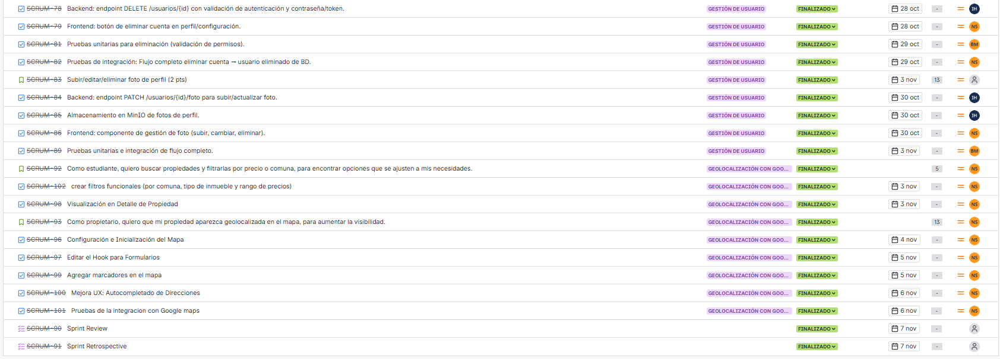 SCRUM-78 Backend: endpoint DELETE /usuarios/{id} con validación de autenticación y contraseña/token. GESTIÓN DE USUARIO FINALIZADO 28 oct - IH
SCRUM-79 Frontend: botón de eliminar cuenta en perfil/configuración. GESTIÓN DE USUARIO FINALIZADO 28 oct - NS
SCRUM-81 Pruebas unitarias para eliminación (validación de permisos). GESTIÓN DE USUARIO FINALIZADO 29 oct - BM
SCRUM-82 Pruebas de integración: Flujo completo eliminar cuenta → usuario eliminado de BD. GESTIÓN DE USUARIO FINALIZADO 29 oct - NS
SCRUM-83 Subir/editar/eliminar foto de perfil (2 pts) GESTIÓN DE USUARIO FINALIZADO 3 nov 13
SCRUM-84 Backend: endpoint PATCH /usuarios/{id}/foto para subir/actualizar foto. GESTIÓN DE USUARIO FINALIZADO 30 oct - IH
SCRUM-85 Almacenamiento en MinIO de fotos de perfil. GESTIÓN DE USUARIO FINALIZADO 30 oct - IH
SCRUM-86 Frontend: componente de gestión de foto (subir, cambiar, eliminar). GESTIÓN DE USUARIO FINALIZADO 30 oct - NS
SCRUM-89 Pruebas unitarias e integración de flujo completo. GESTIÓN DE USUARIO FINALIZADO 3 nov - BM
SCRUM-92 Como estudiante, quiero buscar propiedades y filtrarlas por precio o comuna, para encontrar opciones que se ajusten a mis necesidades. GEOLOCALIZACIÓN CON GOO... FINALIZADO 5 NS
SCRUM-102 crear filtros funcionales (por comuna, tipo de inmueble y rango de precios) GEOLOCALIZACIÓN CON GOO... FINALIZADO 3 nov - NS
SCRUM-98 Visualización en Detalle de Propiedad GEOLOCALIZACIÓN CON GOO... FINALIZADO 3 nov - NS
SCRUM-93 Como propietario, quiero que mi propiedad aparezca geolocalizada en el mapa, para aumentar la visibilidad. GEOLOCALIZACIÓN CON GOO... FINALIZADO 13 NS
SCRUM-96 Configuración e Inicialización del Mapa GEOLOCALIZACIÓN CON GOO... FINALIZADO 4 nov - NS
SCRUM-97 Editar el Hook para Formularios GEOLOCALIZACIÓN CON GOO... FINALIZADO 5 nov - NS
SCRUM-99 Agregar marcadores en el mapa GEOLOCALIZACIÓN CON GOO... FINALIZADO 5 nov - NS
SCRUM-100 Mejora UX: Autocompletado de Direcciones GEOLOCALIZACIÓN CON GOO... FINALIZADO 6 nov - NS
SCRUM-101 Pruebas de la integracion con Google maps GEOLOCALIZACIÓN CON GOO... FINALIZADO 6 nov - NS
SCRUM-90 Sprint Review FINALIZADO 7 nov -
SCRUM-91 Sprint Retrospective FINALIZADO 7 nov -